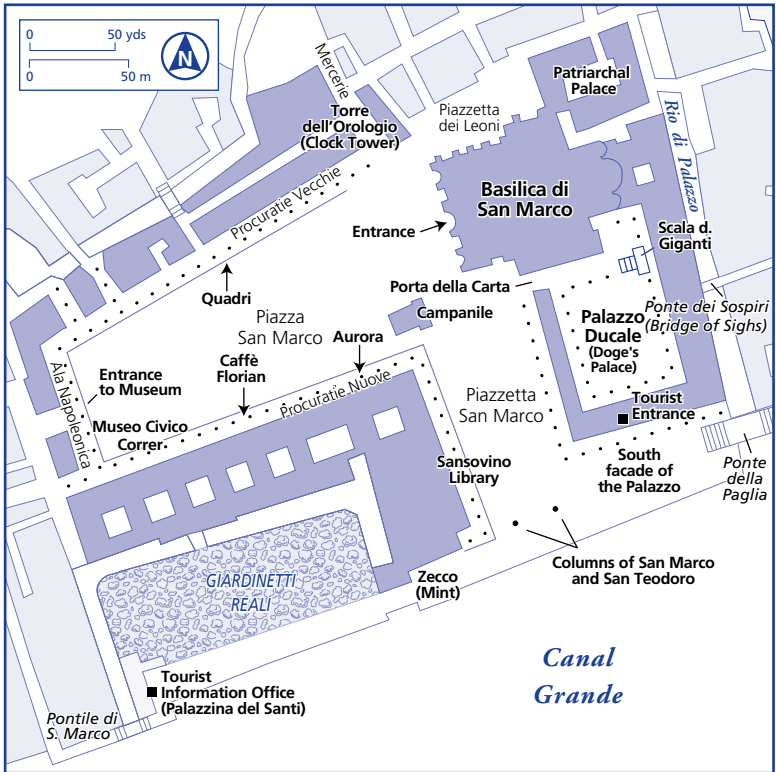 0 50 yds
0 50 m
N
Mercerie
Torre
dell'Orologio
(Clock Tower)
Piazzetta
dei Leoni
Patriarchal
Palace
Rio di Palazzo
Procuratie Vecchie
Basilica di
San Marco
Entrance
Scala d.
Giganti
Quadri
Porta della Carta
Campanile
Piazza
San Marco
Aurora
Palazzo
Ducale
(Doge's
Palace)
Ponte dei Sospiri
(Bridge of Sighs)
Ala Napoleonica
Entrance
to Museum
Caffè
Florian
Procuratie Nuove
Piazzetta
San Marco
Tourist
Entrance
Museo Civico
Correr
Sansovino
Library
South
facade of
the Palazzo
Ponte
della
Paglia
GIARDINETTI
REALI
Zecco
(Mint)
Columns of San Marco
and San Teodoro
Canal
Grande
Tourist
Information Office
(Palazzina del Santi)
Pontile di
S. Marco